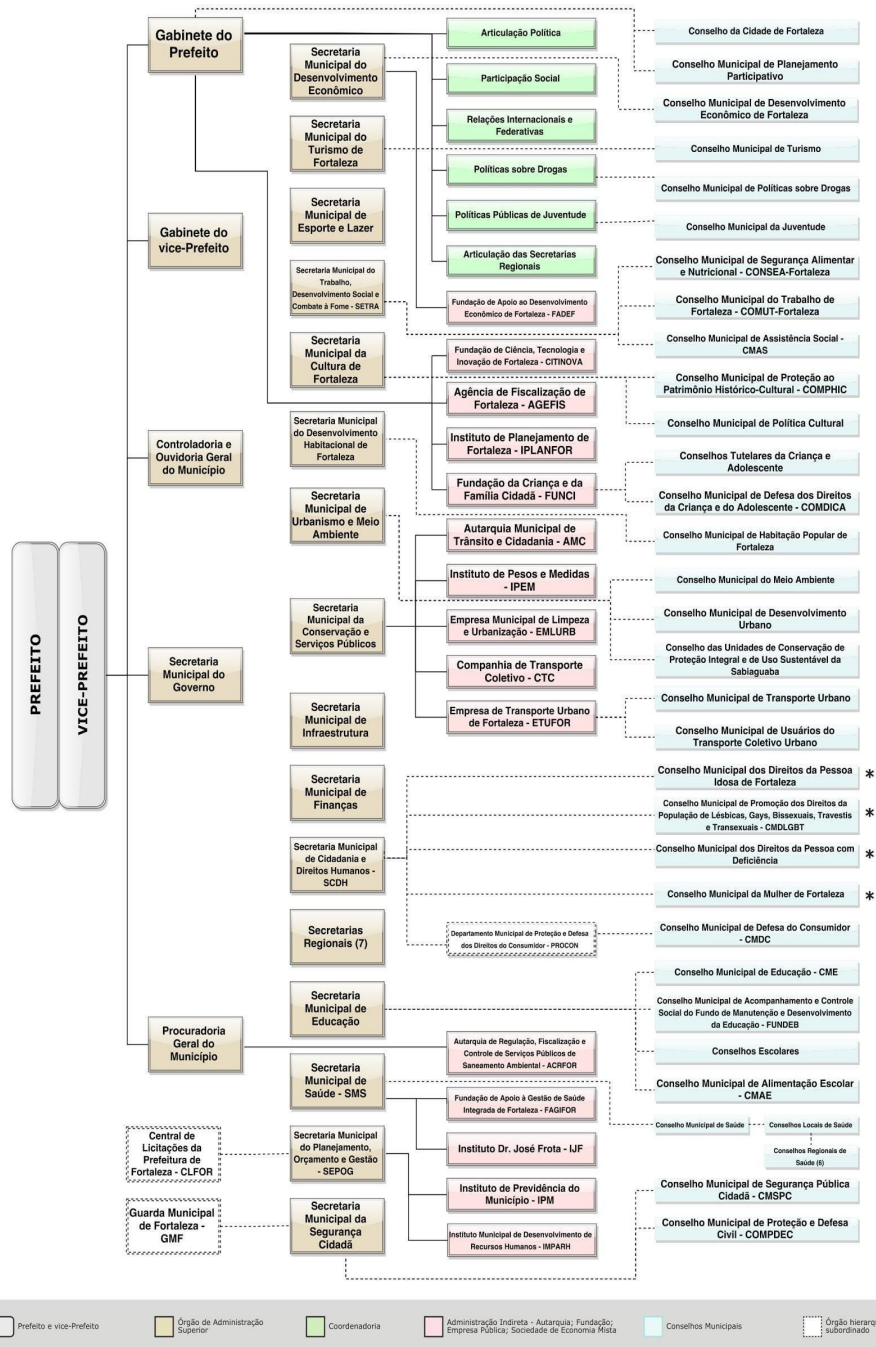 Gabinete do
Prefeito
Gabinete do
vice-Prefeito
Controladoria e
Ouvidoria Geral
do Município
PREFEITO
VICE-PREFEITO
Secretaria
Municipal do
Governo
Procuradoria
Geral do
Município
Central de
Licitações da
Prefeitura de
Fortaleza - CLFOR
Guarda Municipal
de Fortaleza -
GMF
Secretaria
Municipal do
Desenvolvimento
Econômico
Secretaria
Municipal do
Turismo de
Fortaleza
Secretaria
Municipal de
Esporte e Lazer
Secretaria Municipal do
Trabalho,
Desenvolvimento Social e
Combate à Fome - SETRA
Secretaria
Municipal da
Cultura de
Fortaleza
Secretaria Municipal
do Desenvolvimento
Habitacional de
Fortaleza
Secretaria
Municipal de
Urbanismo e Meio
Ambiente
Secretaria
Municipal da
Conservação e
Serviços Públicos
Secretaria
Municipal de
Infraestrutura
Secretaria
Municipal de
Finanças
Secretaria Municipal
de Cidadania e
Direitos Humanos -
SCDH
Secretarias
Regionais (7)
Secretaria
Municipal de
Educação
Secretaria
Municipal de
Saúde - SMS
Secretaria Municipal
do Planejamento,
Orçamento e Gestão
- SEPOG
Secretaria
Municipal da
Segurança
Cidadã
Articulação Política
Participação Social
Relações Internacionais e
Federativas
Políticas sobre Drogas
Políticas Públicas de Juventude
Articulação das Secretarias
Regionais
Fundação de Apoio ao Desenvolvimento
Econômico de Fortaleza - FADEF
Fundação de Ciência, Tecnologia e
Inovação de Fortaleza - CITINOVA
Agência de Fiscalização de
Fortaleza - AGEFIS
Instituto de Planejamento de
Fortaleza - IPLANFOR
Fundação da Criança e da
Família Cidadã - FUNCI
Autarquia Municipal de
Trânsito e Cidadania - AMC
Instituto de Pesos e Medidas
- IPEM
Empresa Municipal de Limpeza
e Urbanização - EMLURB
Companhia de Transporte
Coletivo - CTC
Empresa de Transporte Urbano
de Fortaleza - ETUFOR
Departamento Municipal de Proteção e Defesa
dos Direitos do Consumidor - PROCON
Autarquia de Regulação, Fiscalização e
Controle de Serviços Públicos de
Saneamento Ambiental - ACRFOR
Fundação de Apoio à Gestão de Saúde
Integrada de Fortaleza - FAGIFOR
Instituto Dr. José Frota - IJF
Instituto de Previdência do
Município - IPM
Instituto Municipal de Desenvolvimento de
Recursos Humanos - IMPARH
Conselho da Cidade de Fortaleza
Conselho Municipal de Planejamento
Participativo
Conselho Municipal de Desenvolvimento
Econômico de Fortaleza
Conselho Municipal de Turismo
Conselho Municipal de Políticas sobre Drogas
Conselho Municipal da Juventude
Conselho Municipal de Segurança Alimentar
e Nutricional - CONSEA-Fortaleza
Conselho Municipal do Trabalho de
Fortaleza - COMUT-Fortaleza
Conselho Municipal de Assistência Social -
CMAS
Conselho Municipal de Proteção ao
Patrimônio Histórico-Cultural - COMPHIC
Conselho Municipal de Política Cultural
Conselhos Tutelares da Criança e
Adolescente
Conselho Municipal de Defesa dos Direitos
da Criança e do Adolescente - COMDICA
Conselho Municipal de Habitação Popular de
Fortaleza
Conselho Municipal do Meio Ambiente
Conselho Municipal de Desenvolvimento
Urbano
Conselho das Unidades de Conservação de
Proteção Integral e de Uso Sustentável da
Sabiaguaba
Conselho Municipal de Transporte Urbano
Conselho Municipal de Usuários do
Transporte Coletivo Urbano
Conselho Municipal dos Direitos da Pessoa
Idosa de Fortaleza
*
Conselho Municipal de Promoção dos Direitos da
População de Lésbicas, Gays, Bissexuais, Travestis
e Transexuais - CMDLGBT
*
Conselho Municipal dos Direitos da Pessoa com
Deficiência
*
Conselho Municipal da Mulher de Fortaleza
*
Conselho Municipal de Defesa do Consumidor
- CMDC
Conselho Municipal de Educação - CME
Conselho Municipal de Acompanhamento e Controle
Social do Fundo de Manutenção e Desenvolvimento
da Educação - FUNDEB
Conselhos Escolares
Conselho Municipal de Alimentação Escolar
- CMAE
Conselho Municipal de Saúde
Conselhos Locais de Saúde
Conselhos Regionais de
Saúde (6)
Conselho Municipal de Segurança Pública
Cidadã - CMSPC
Conselho Municipal de Proteção e Defesa
Civil - COMPDEC
Prefeito e vice-Prefeito
Órgão de Administração
Superior
Coordenadoria
Administração Indireta - Autarquia; Fundação;
Empresa Pública; Sociedade de Economia Mista
Conselhos Municipais
Órgão hierarqu
subordinado